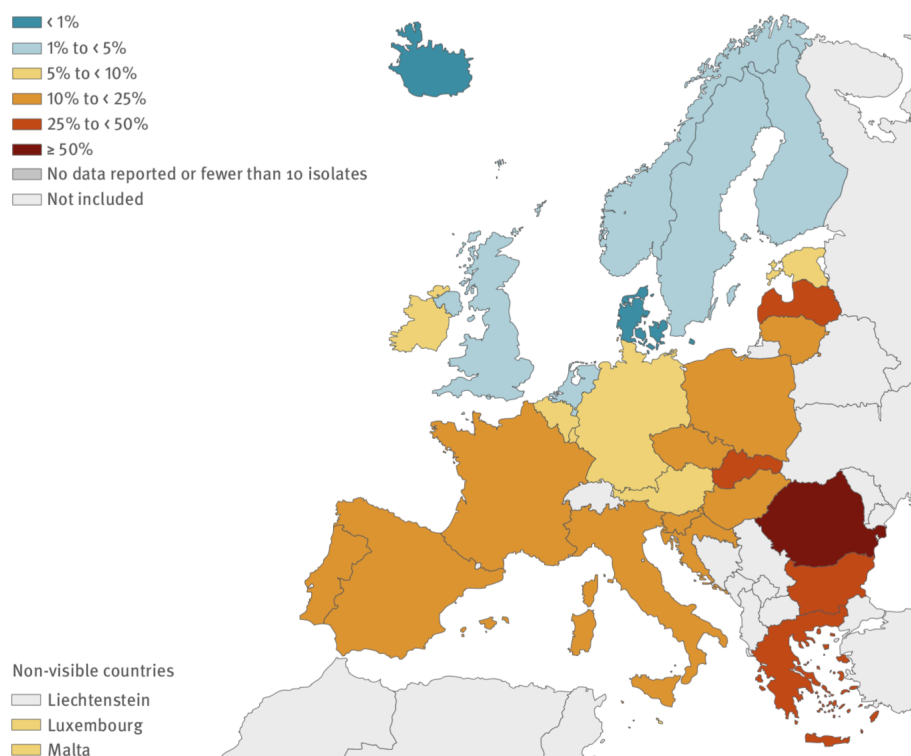 < 1%
1% to < 5%
5% to < 10%
10% to < 25%
25% to < 50%
≥ 50%
No data reported or fewer than 10 isolates
Not included
Non-visible countries
Liechtenstein
Luxembourg
Malta